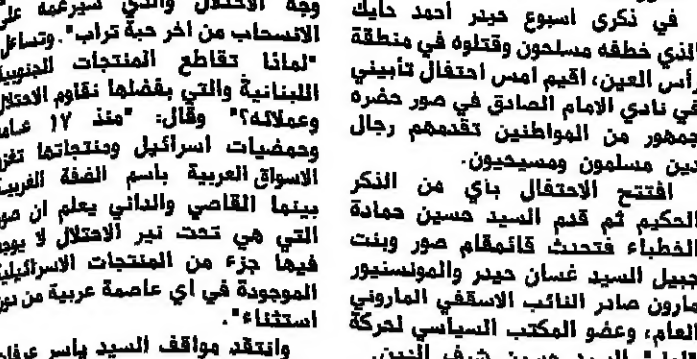 في ذكرى اسبوع حيدر احمد حايك
الذي خطفه مسلحون وقتلوه في منطقة
رأس العين، اقيم امس احتفال تأبيني
في نادي الامام الصادق في صور حضره
جمهور من المواطنين تقدمهم رجال
دين مسلمون ومسيحيون.
افتتح الاحتفال بآي من الذكر
الحكيم ثم قدم السيد حسين حمادة
الخطباء فتحدث قائمقام صور وبنت
جبيل السيد غسان حيدر والمونسنيور
مارون صادر النائب الاسقفي الماروني
العام، وعضو المكتب السياسي لحركة
السيد حسين شرف الدين.
وجه الاحتلال والذي سيرغمه على
الانسحاب من اخر حبة تراب". وتساءل
"لماذا تقاطع المنتجات الجنوبية
اللبنانية والتي بفضلها نقاوم الاحتلال
وعملائه؟" وقال: "منذ ١٧ عاما
وحمضيات اسرائيل ومنتجاتها تغزو
الاسواق العربية باسم الضفة الغربية
بينما القاصي والداني يعلم ان صور
التي هي تحت نير الاحتلال لا يوجد
فيها جزء من المنتجات الاسرائيلية
الموجودة في اي عاصمة عربية من دون
استثناء".
وانتقد مواقف السيد ياسر عرفات